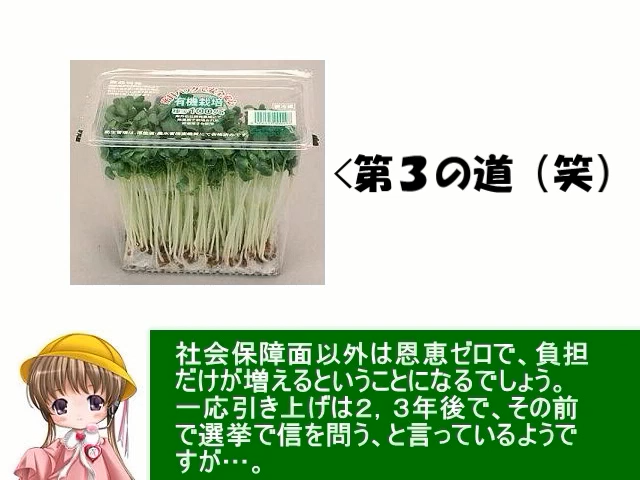 有機栽培
<第３の道（笑）
社会保障面以外は恩恵ゼロで、負担
だけが増えるということになるでしょう。
一応引き上げは２，３年後で、その前
で選挙で信を問う、と言っているようで
すが…。